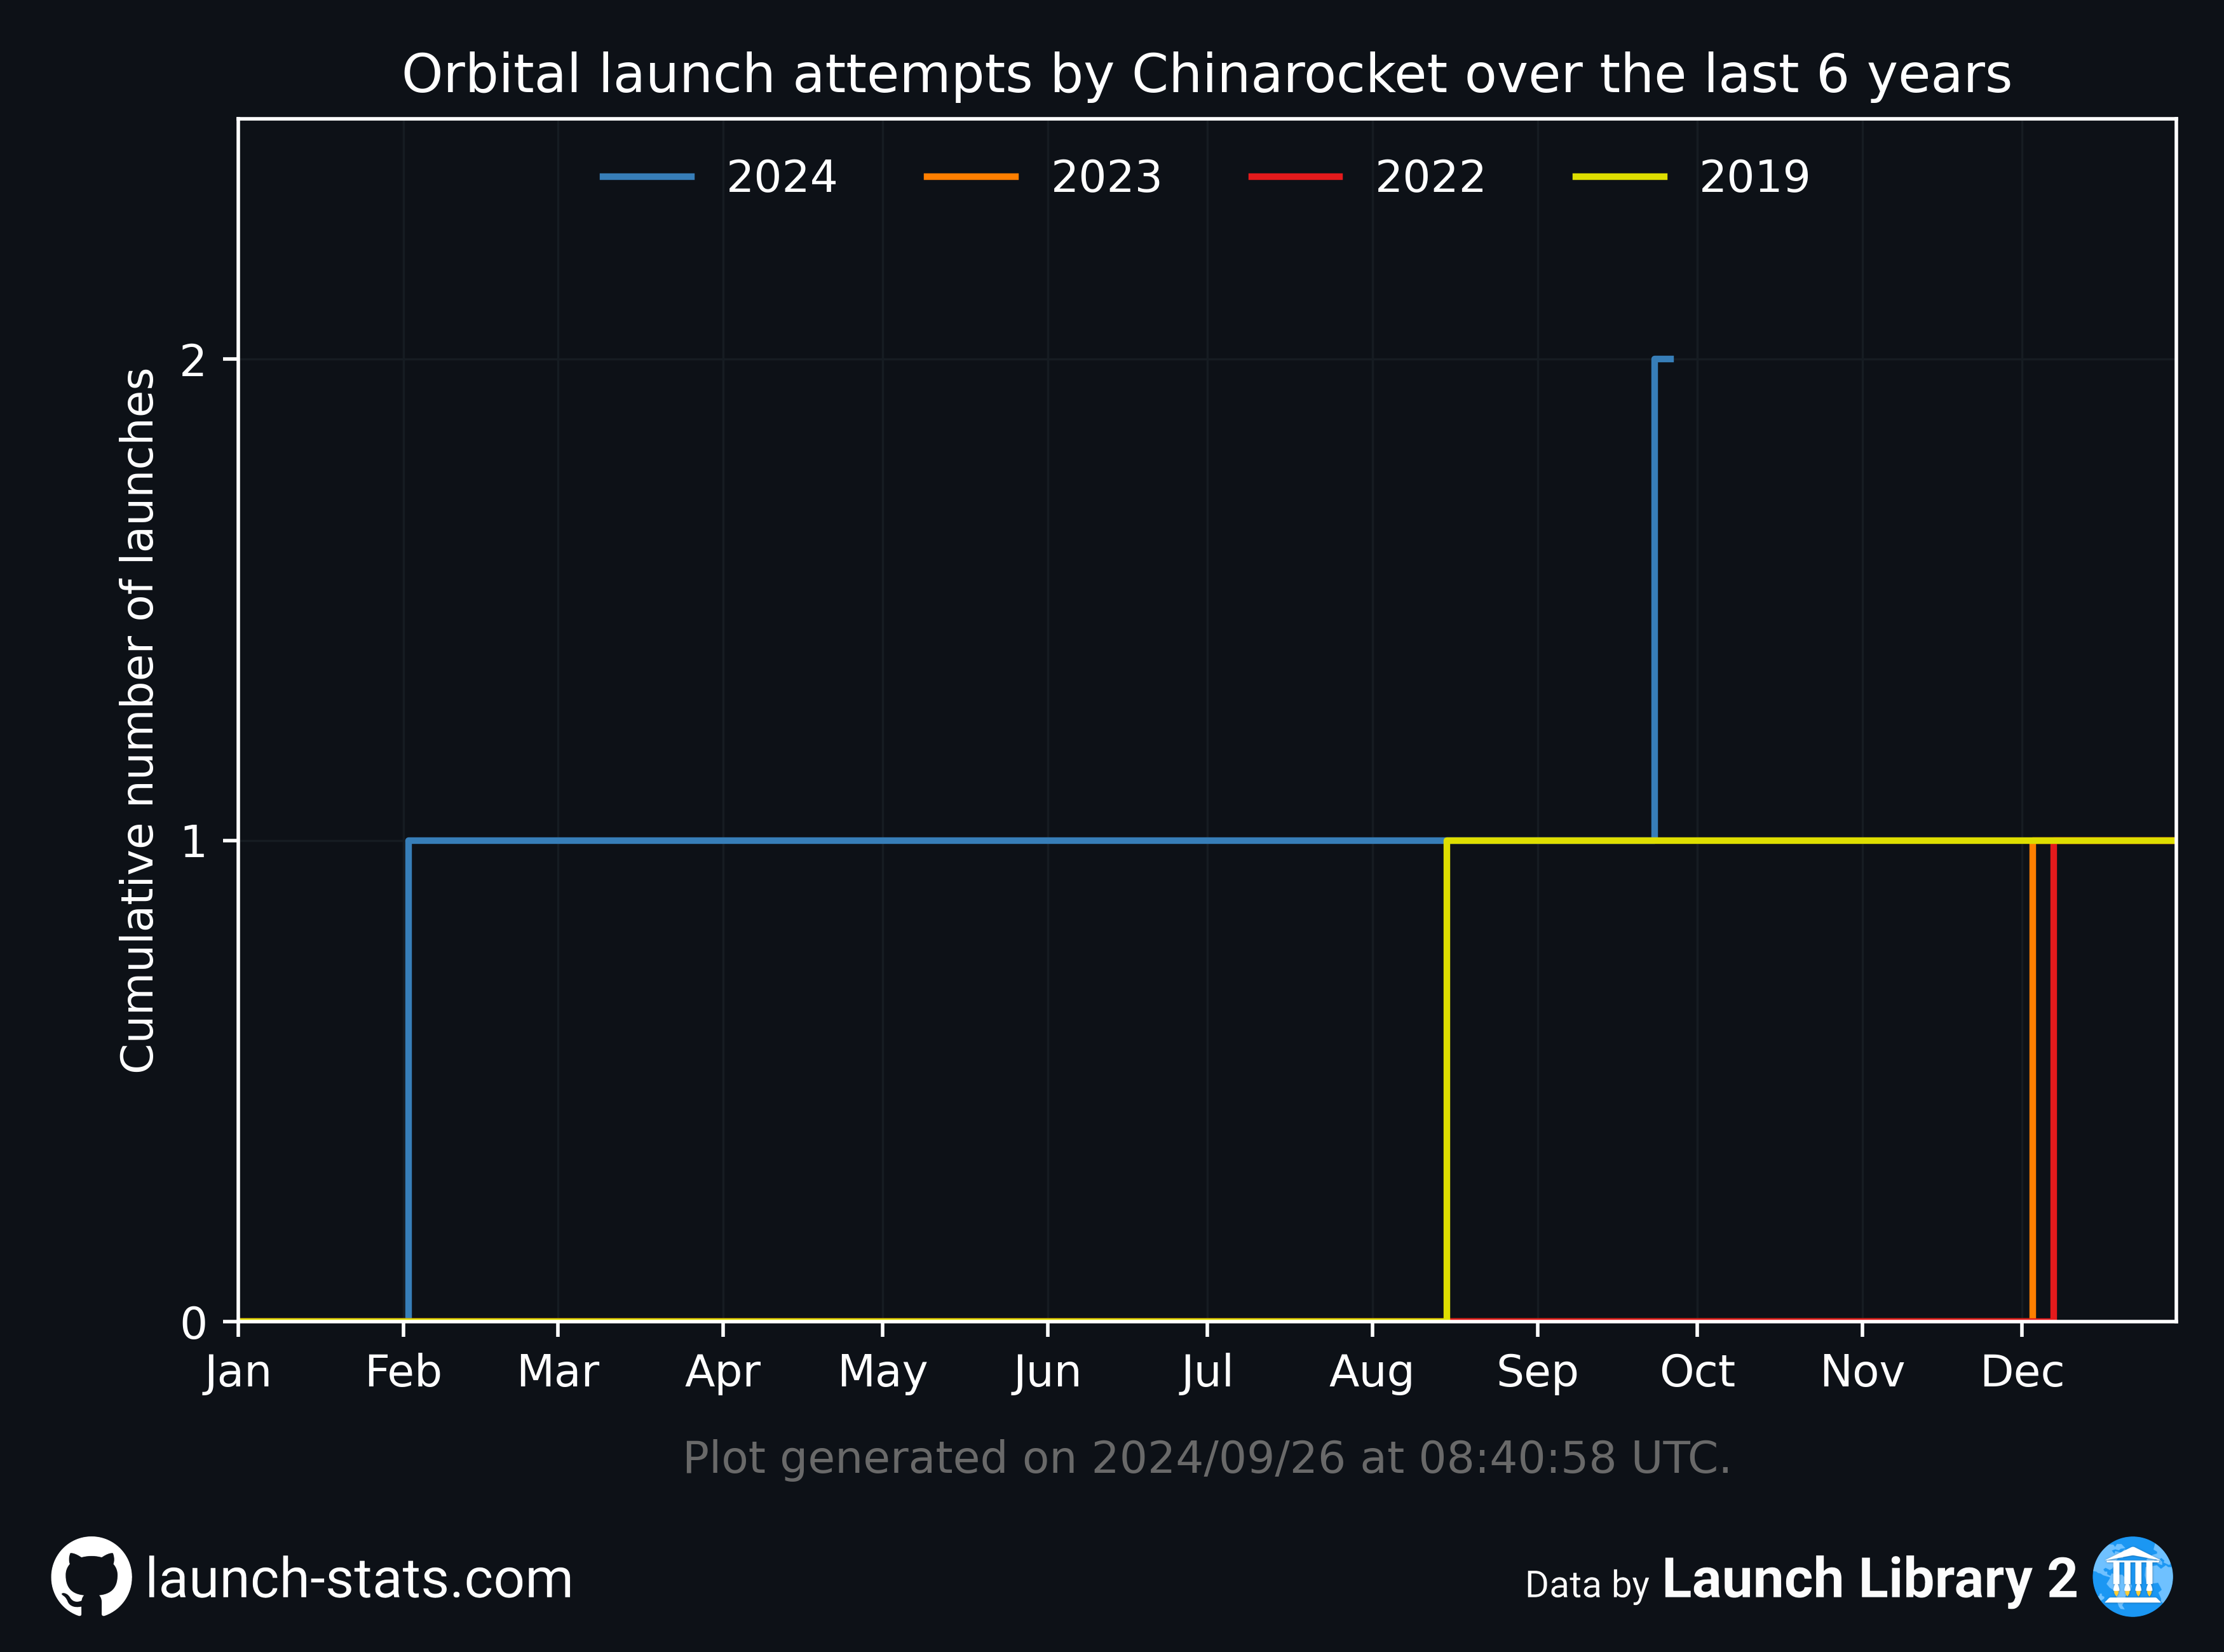 Orbital launch attempts by Chinarocket over the last 6 years
2024 2023 2022 2019
Cumulative number of launches
2
1
0
Jan Feb Mar Apr May Jun Jul Aug Sep Oct Nov Dec
Plot generated on 2024/09/26 at 08:40:58 UTC.
launch-stats.com
Data by Launch Library 2